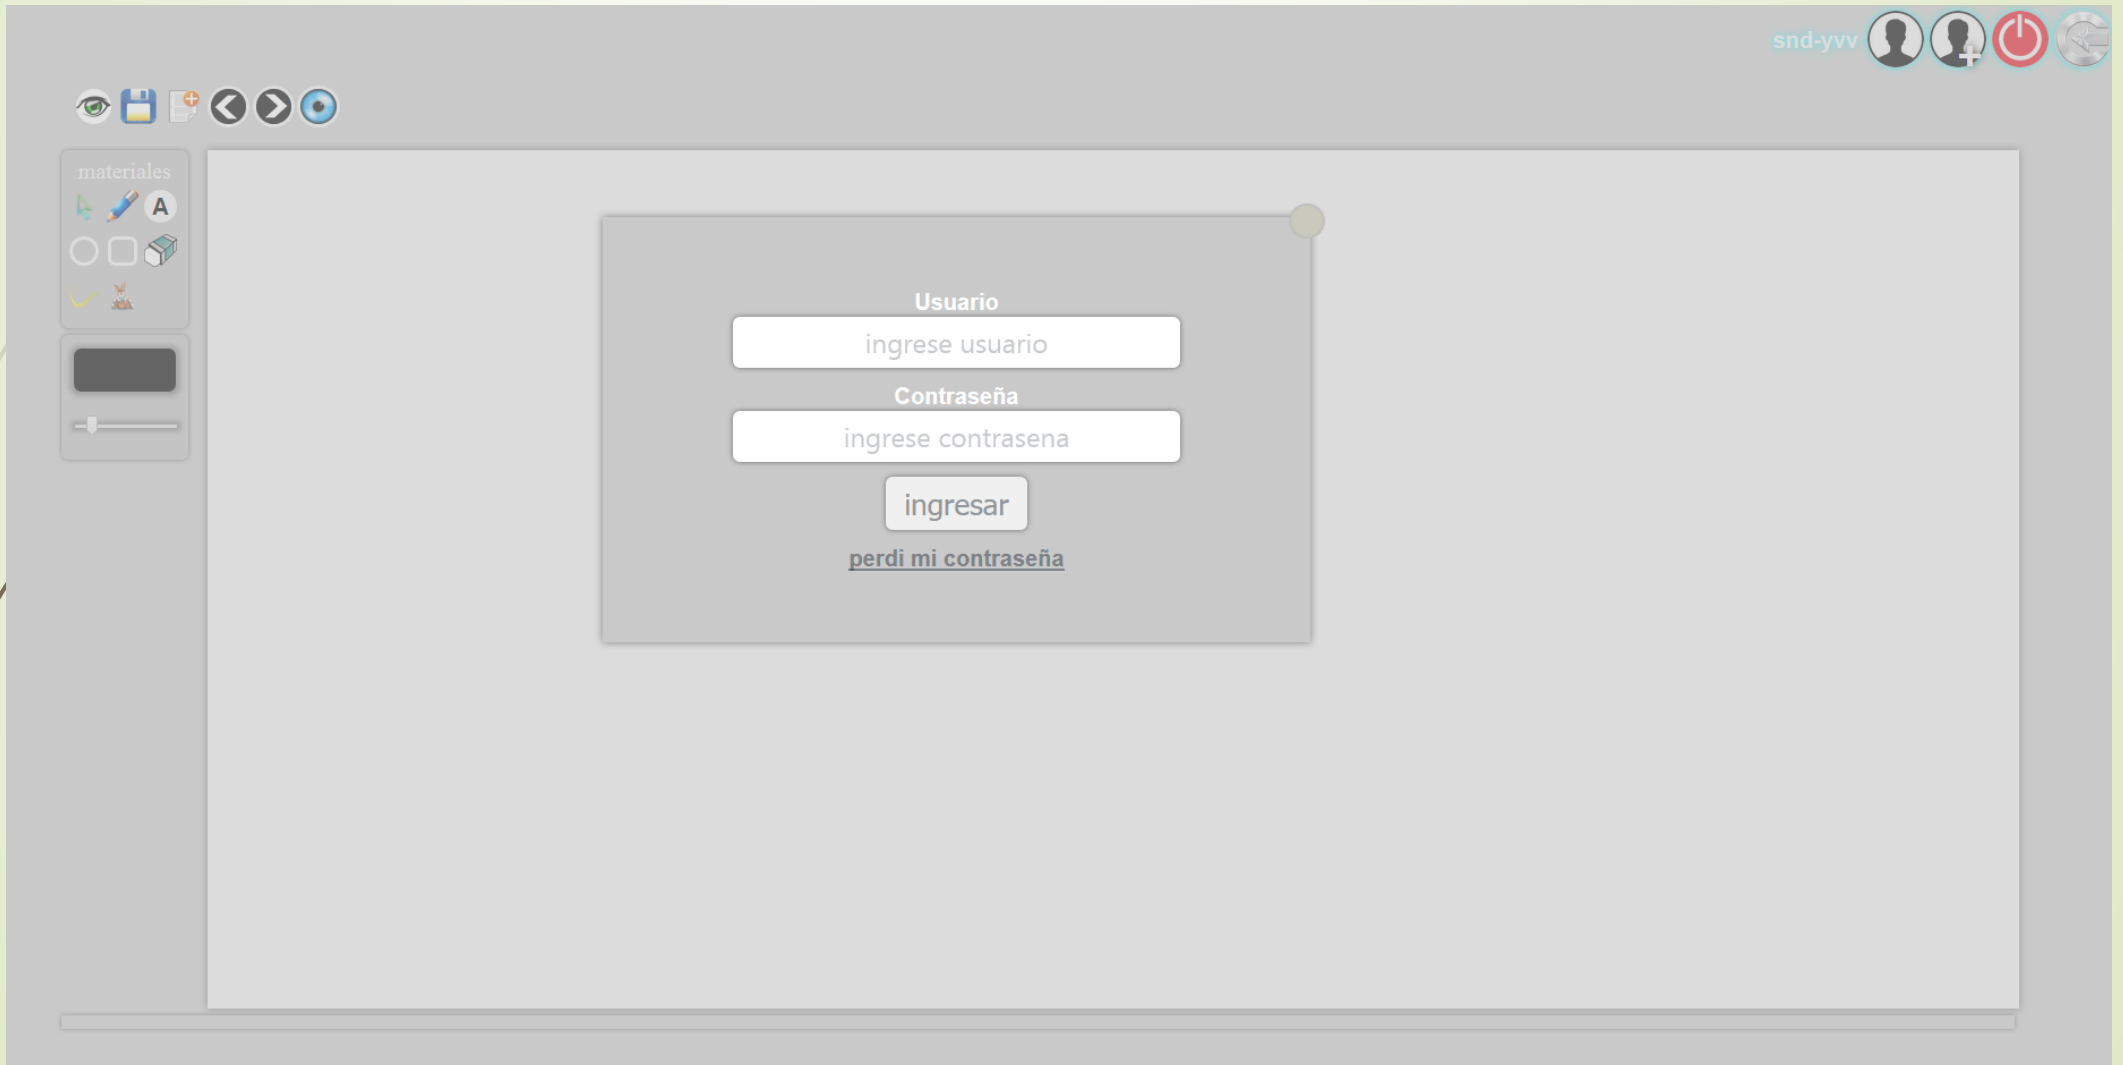 snd-yvv
materiales
A
Usuario
ingrese usuario
Contraseña
ingrese contrasena
ingresar
perdi mi contraseña